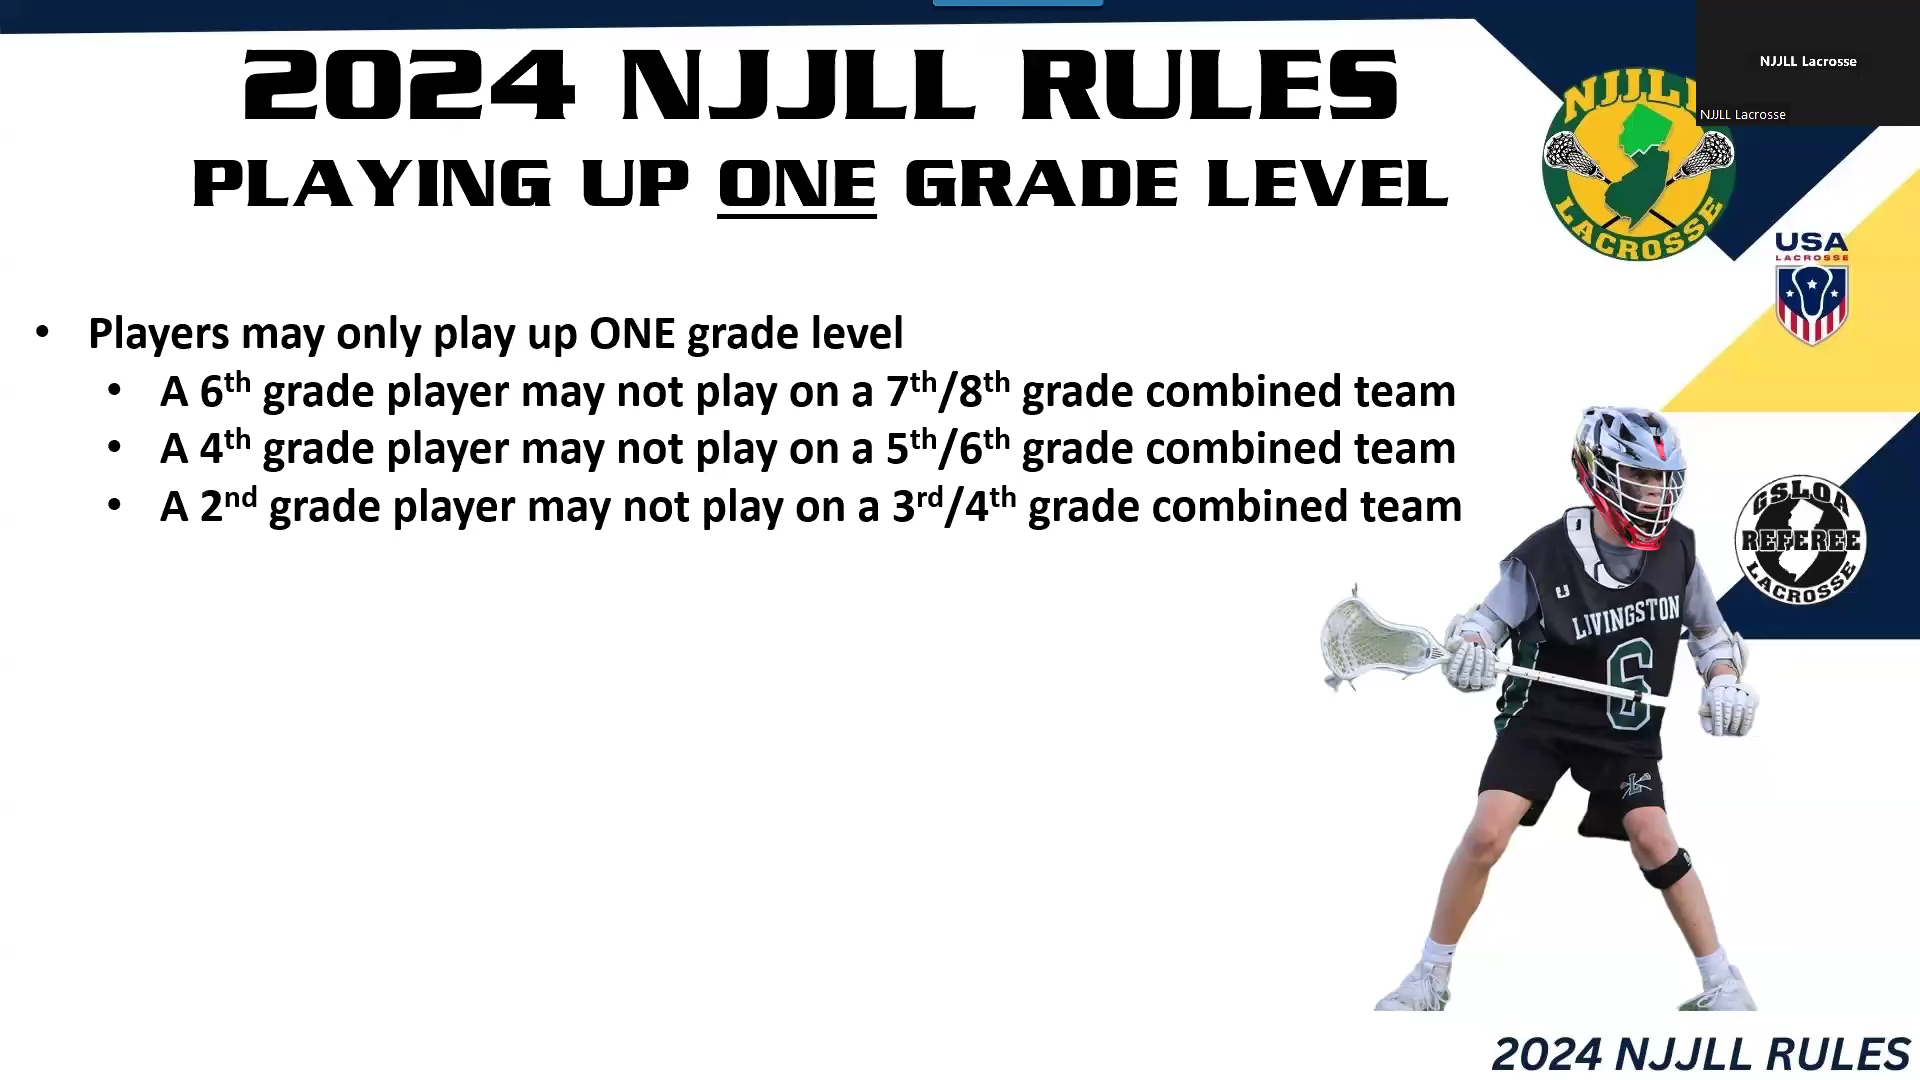 2024 NJJLL RULES
PLAYING UP ONE GRADE LEVEL
NJJLL Lacrosse
NJJLL Lacrosse
NJJLL
LACROSSE
USA
LACROSSE
• Players may only play up ONE grade level
• A 6th grade player may not play on a 7th/8th grade combined team
• A 4th grade player may not play on a 5th/6th grade combined team
• A 2nd grade player may not play on a 3rd/4th grade combined team
GSLOA
REFEREE
LACROSSE
LIVINGSTON
6
2024 NJJLL RULES